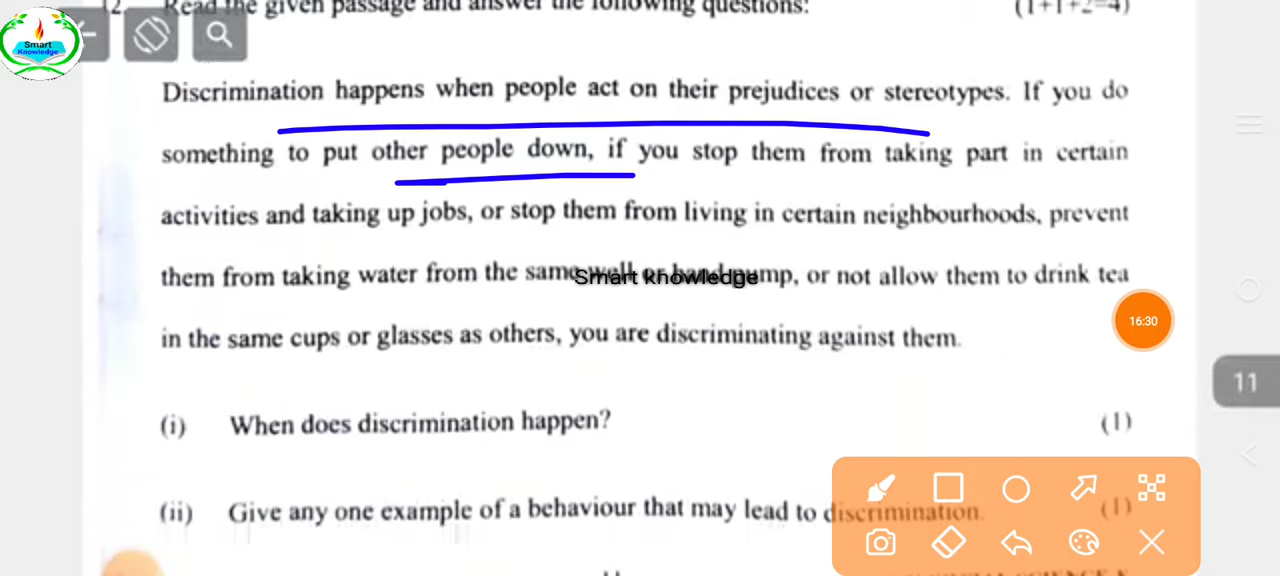 2 Read the given passage and answer the following questions: (1+1+2=4)
Smart
Knowledge
Discrimination happens when people act on their prejudices or stereotypes. If you do
something to put other people down, if you stop them from taking part in certain
activities and taking up jobs, or stop them from living in certain neighbourhoods, prevent
them from taking water from the same well or hand pump, or not allow them to drink tea
Smart knowledge
in the same cups or glasses as others, you are discriminating against them.
16:30
11
(i) When does discrimination happen? (1)
(ii) Give any one example of a behaviour that may lead to discrimination. (1)